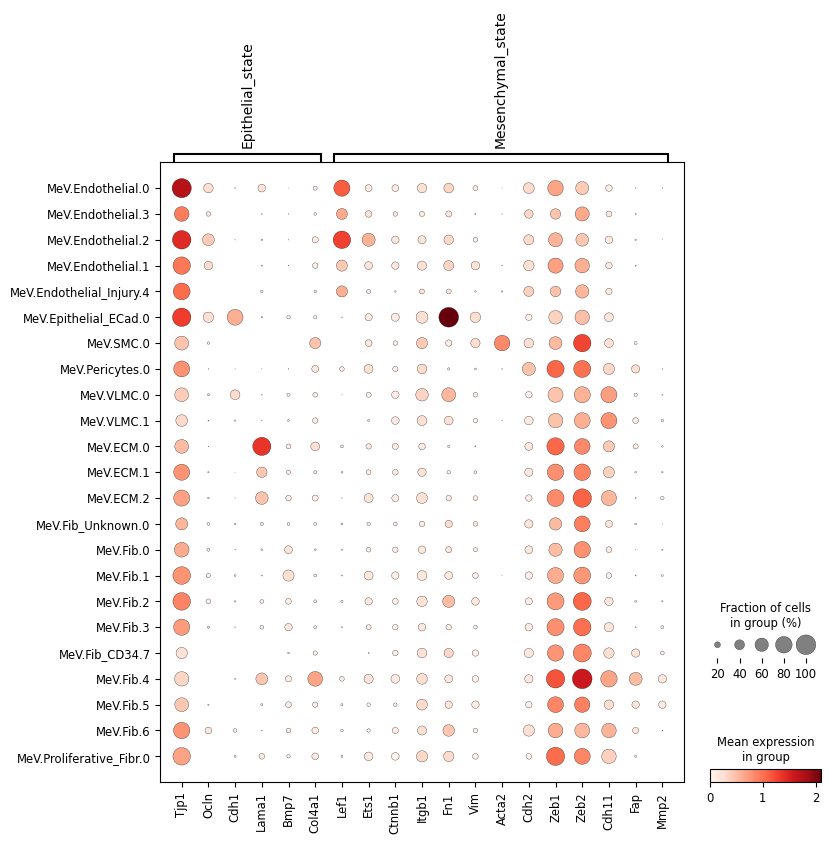 Epithelial_state
Mesenchymal_state
MeV.Endothelial.0
MeV.Endothelial.3
MeV.Endothelial.2
MeV.Endothelial.1
MeV.Endothelial_Injury.4
MeV.Epithelial_ECad.0
MeV.SMC.0
MeV.Pericytes.0
MeV.VLMC.0
MeV.VLMC.1
MeV.ECM.0
MeV.ECM.1
MeV.ECM.2
MeV.Fib_Unknown.0
MeV.Fib.0
MeV.Fib.1
MeV.Fib.2
MeV.Fib.3
MeV.Fib_CD34.7
MeV.Fib.4
MeV.Fib.5
MeV.Fib.6
MeV.Proliferative_Fibr.0
Tjp1
Ocln
Cdh1
Lama1
Bmp7
Col4a1
Lef1
Ets1
Ctnnb1
Itgb1
Fn1
Vim
Acta2
Cdh2
Zeb1
Zeb2
Cdh11
Fap
Mmp2
Fraction of cells
in group (%)
20 40 60 80 100
Mean expression
in group
0 1 2